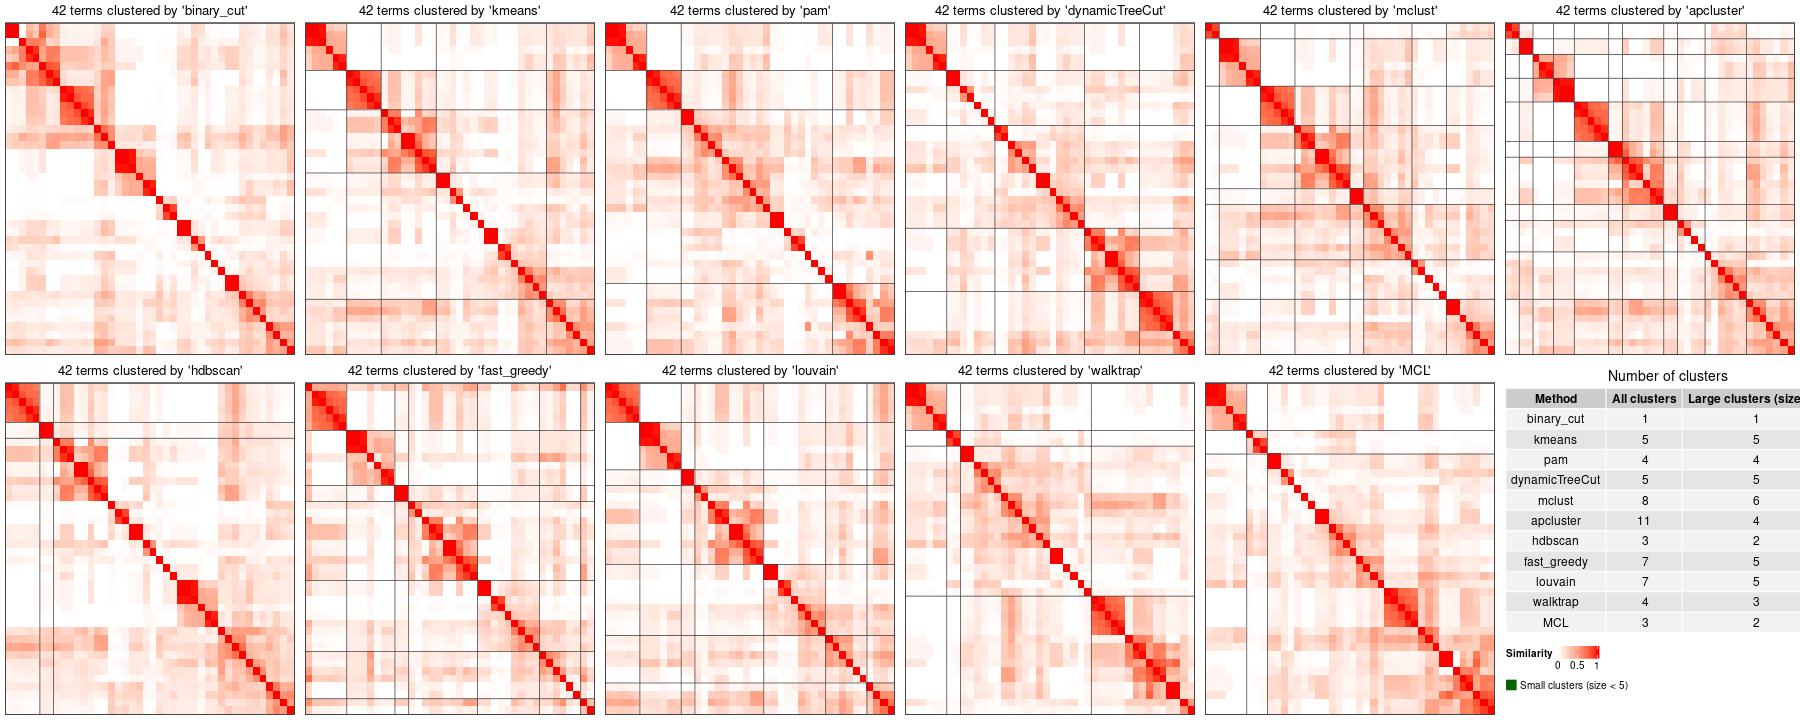 42 terms clustered by 'binary_cut'
42 terms clustered by 'kmeans'
42 terms clustered by 'pam'
42 terms clustered by 'dynamicTreeCut'
42 terms clustered by 'mclust'
42 terms clustered by 'apcluster'
42 terms clustered by 'hdbscan'
42 terms clustered by 'fast_greedy'
42 terms clustered by 'louvain'
42 terms clustered by 'walktrap'
42 terms clustered by 'MCL'
Number of clusters
Method All clusters Large clusters (size
binary_cut 1 1
kmeans 5 5
pam 4 4
dynamicTreeCut 5 5
mclust 8 6
apcluster 11 4
hdbscan 3 2
fast_greedy 7 5
louvain 7 5
walktrap 4 3
MCL 3 2
Similarity
0 0.5 1
Small clusters (size < 5)